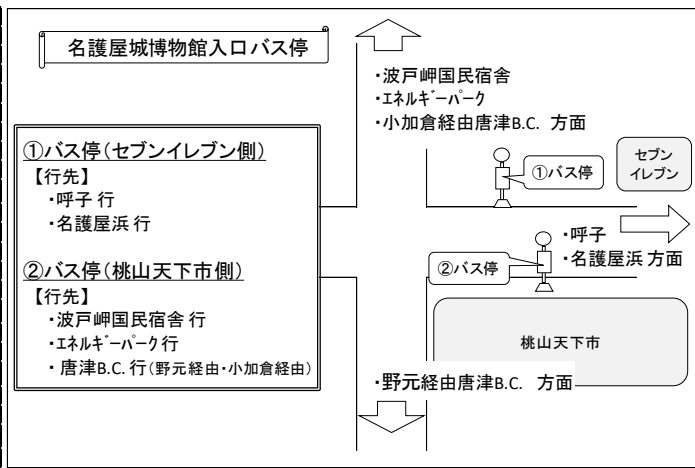 名護屋城博物館入口バス停
・波戸岬国民宿舎
・ｴﾈﾙｷﾞｰﾊﾟｰｸ
・小加倉経由唐津B.C. 方面
①バス停(セブンイレブン側)
【行先】
・呼子 行
・名護屋浜 行
②バス停(桃山天下市側)
【行先】
・波戸岬国民宿舎 行
・ｴﾈﾙｷﾞｰﾊﾟｰｸ 行
・唐津B.C. 行(野元経由・小加倉経由)
①バス停
セブン
イレブン
②バス停
・呼子
・名護屋浜 方面
桃山天下市
・野元経由唐津B.C. 方面